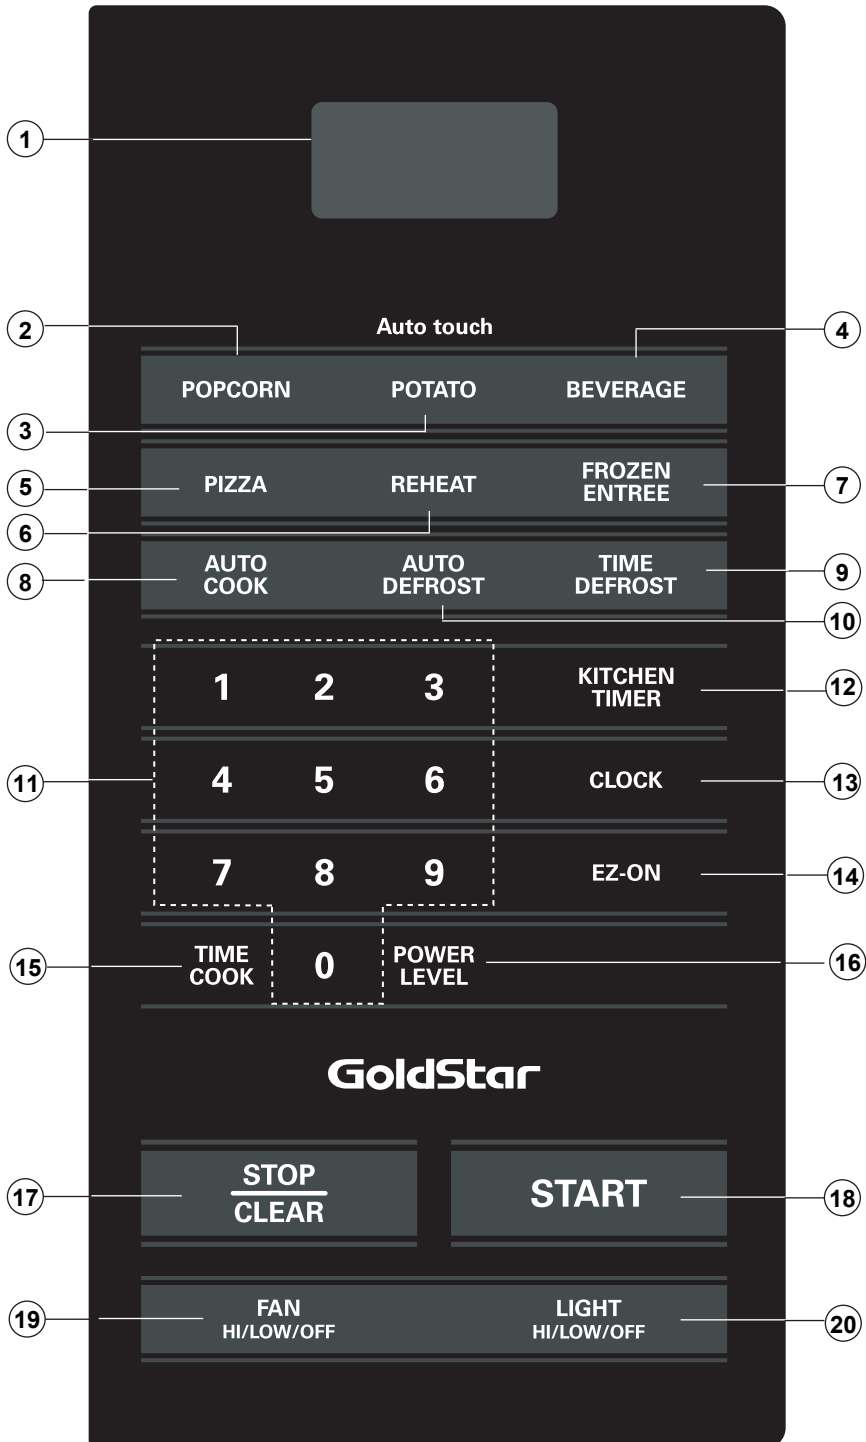 1
2
Auto touch
4
POPCORN POTATO BEVERAGE
3
5
PIZZA REHEAT FROZEN
ENTREE
7
6
8
AUTO
COOK
AUTO
DEFROST
TIME
DEFROST
9
10
1 2 3
KITCHEN
TIMER
12
11
4 5 6 CLOCK
13
7 8 9 EZ-ON
14
15
TIME
COOK
0
POWER
LEVEL
16
GoldStar
17
STOP
CLEAR
START
18
19
FAN
HI/LOW/OFF
LIGHT
HI/LOW/OFF
20